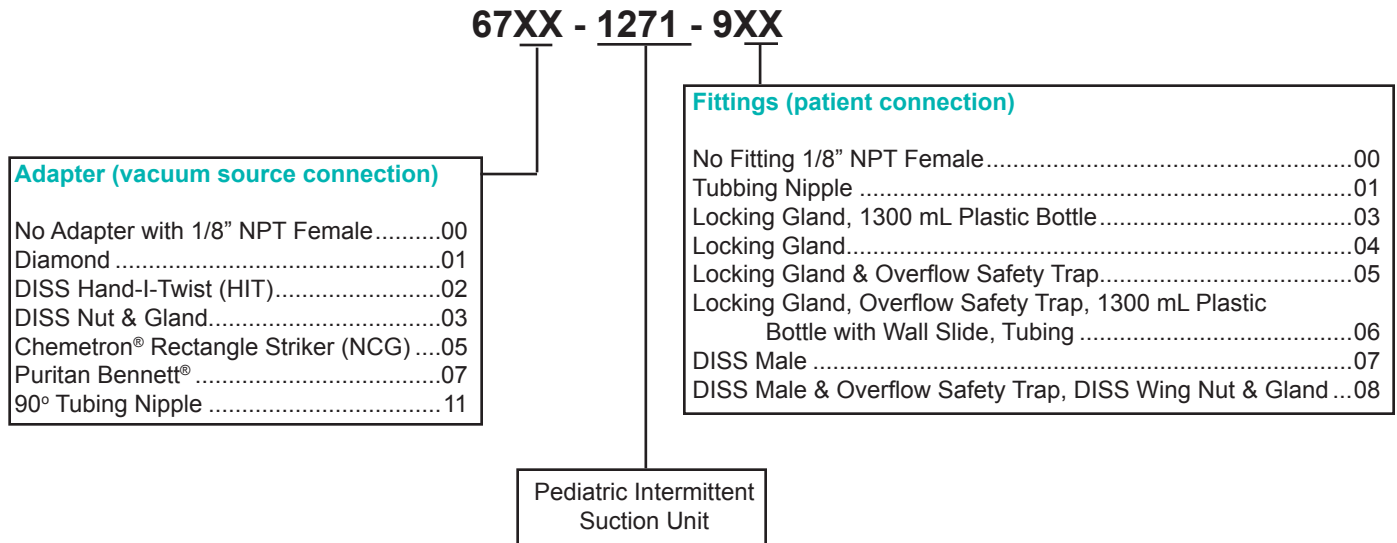 67XX - 1271 - 9XX
Adapter (vacuum source connection)
No Adapter with 1/8” NPT Female..........00
Diamond ..................................................01
DISS Hand-I-Twist (HIT).........................02
DISS Nut & Gland...................................03
Chemetron® Rectangle Striker (NCG) ....05
Puritan Bennett® .....................................07
90º Tubing Nipple ...................................11
Fittings (patient connection)
No Fitting 1/8” NPT Female.......................................................00
Tubbing Nipple ..........................................................................01
Locking Gland, 1300 mL Plastic Bottle......................................03
Locking Gland............................................................................04
Locking Gland & Overflow Safety Trap......................................05
Locking Gland, Overflow Safety Trap, 1300 mL Plastic
Bottle with Wall Slide, Tubing .........................................06
DISS Male .................................................................................07
DISS Male & Overflow Safety Trap, DISS Wing Nut & Gland ...08
Pediatric Intermittent
Suction Unit